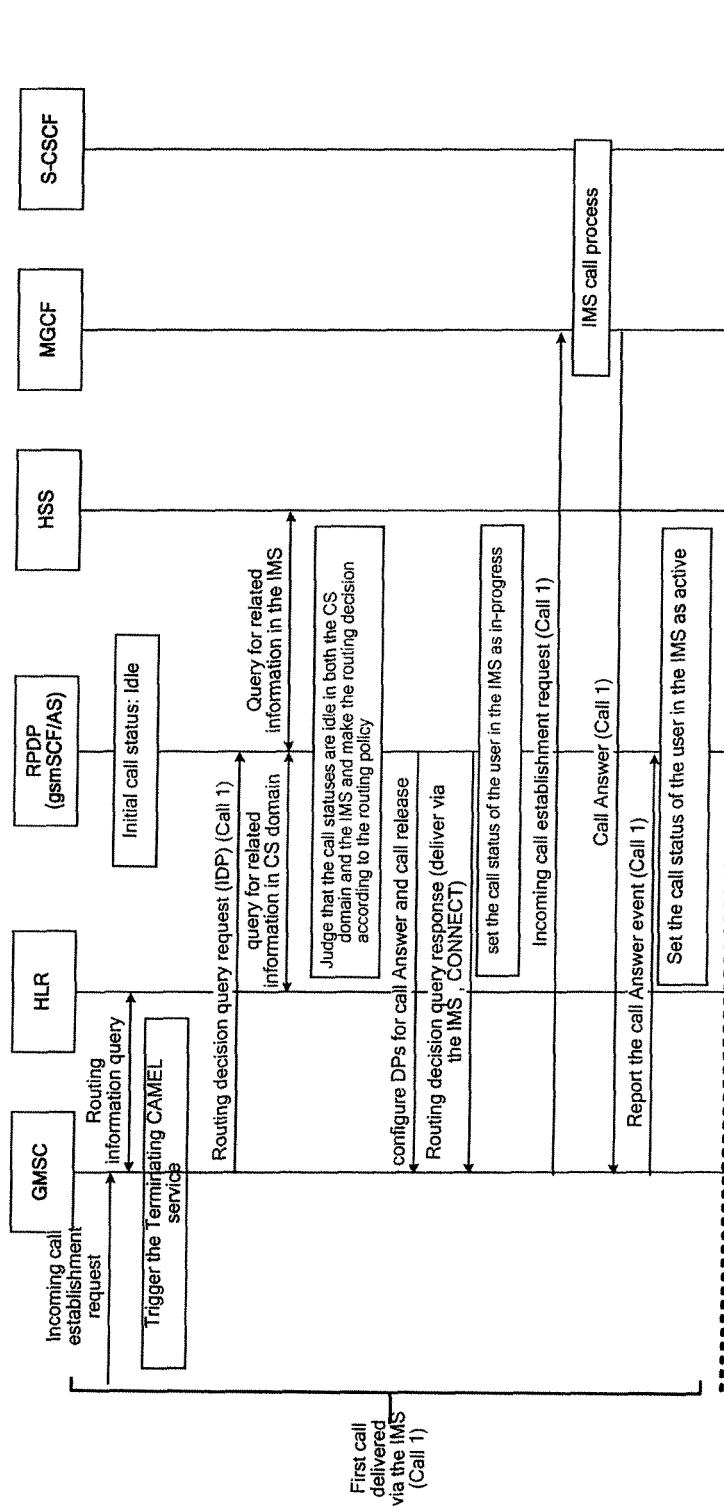 GMSC
HLR
RPDP
(gsmSCF/AS)
HSS
MGCF
S-CSCF
Incoming call
establishment
request
Routing
information query
Initial call status: Idle
Trigger the Terminating CAMEL
service
Routing decision query request (IDP) (Call 1)
query for related
information in CS domain
Query for related
information in the IMS
Judge that the call statuses are idle in both the CS
domain and the IMS and make the routing decision
according to the routing policy
configure DPs for call Answer and call release
Routing decision query response (deliver via
the IMS , CONNECT)
set the call status of the user in the IMS as in-progress
Incoming call establishment request (Call 1)
IMS call process
Call Answer (Call 1)
Report the call Answer event (Call 1)
Set the call status of the user in the IMS as active
First call
delivered
via the IMS
(Call 1)